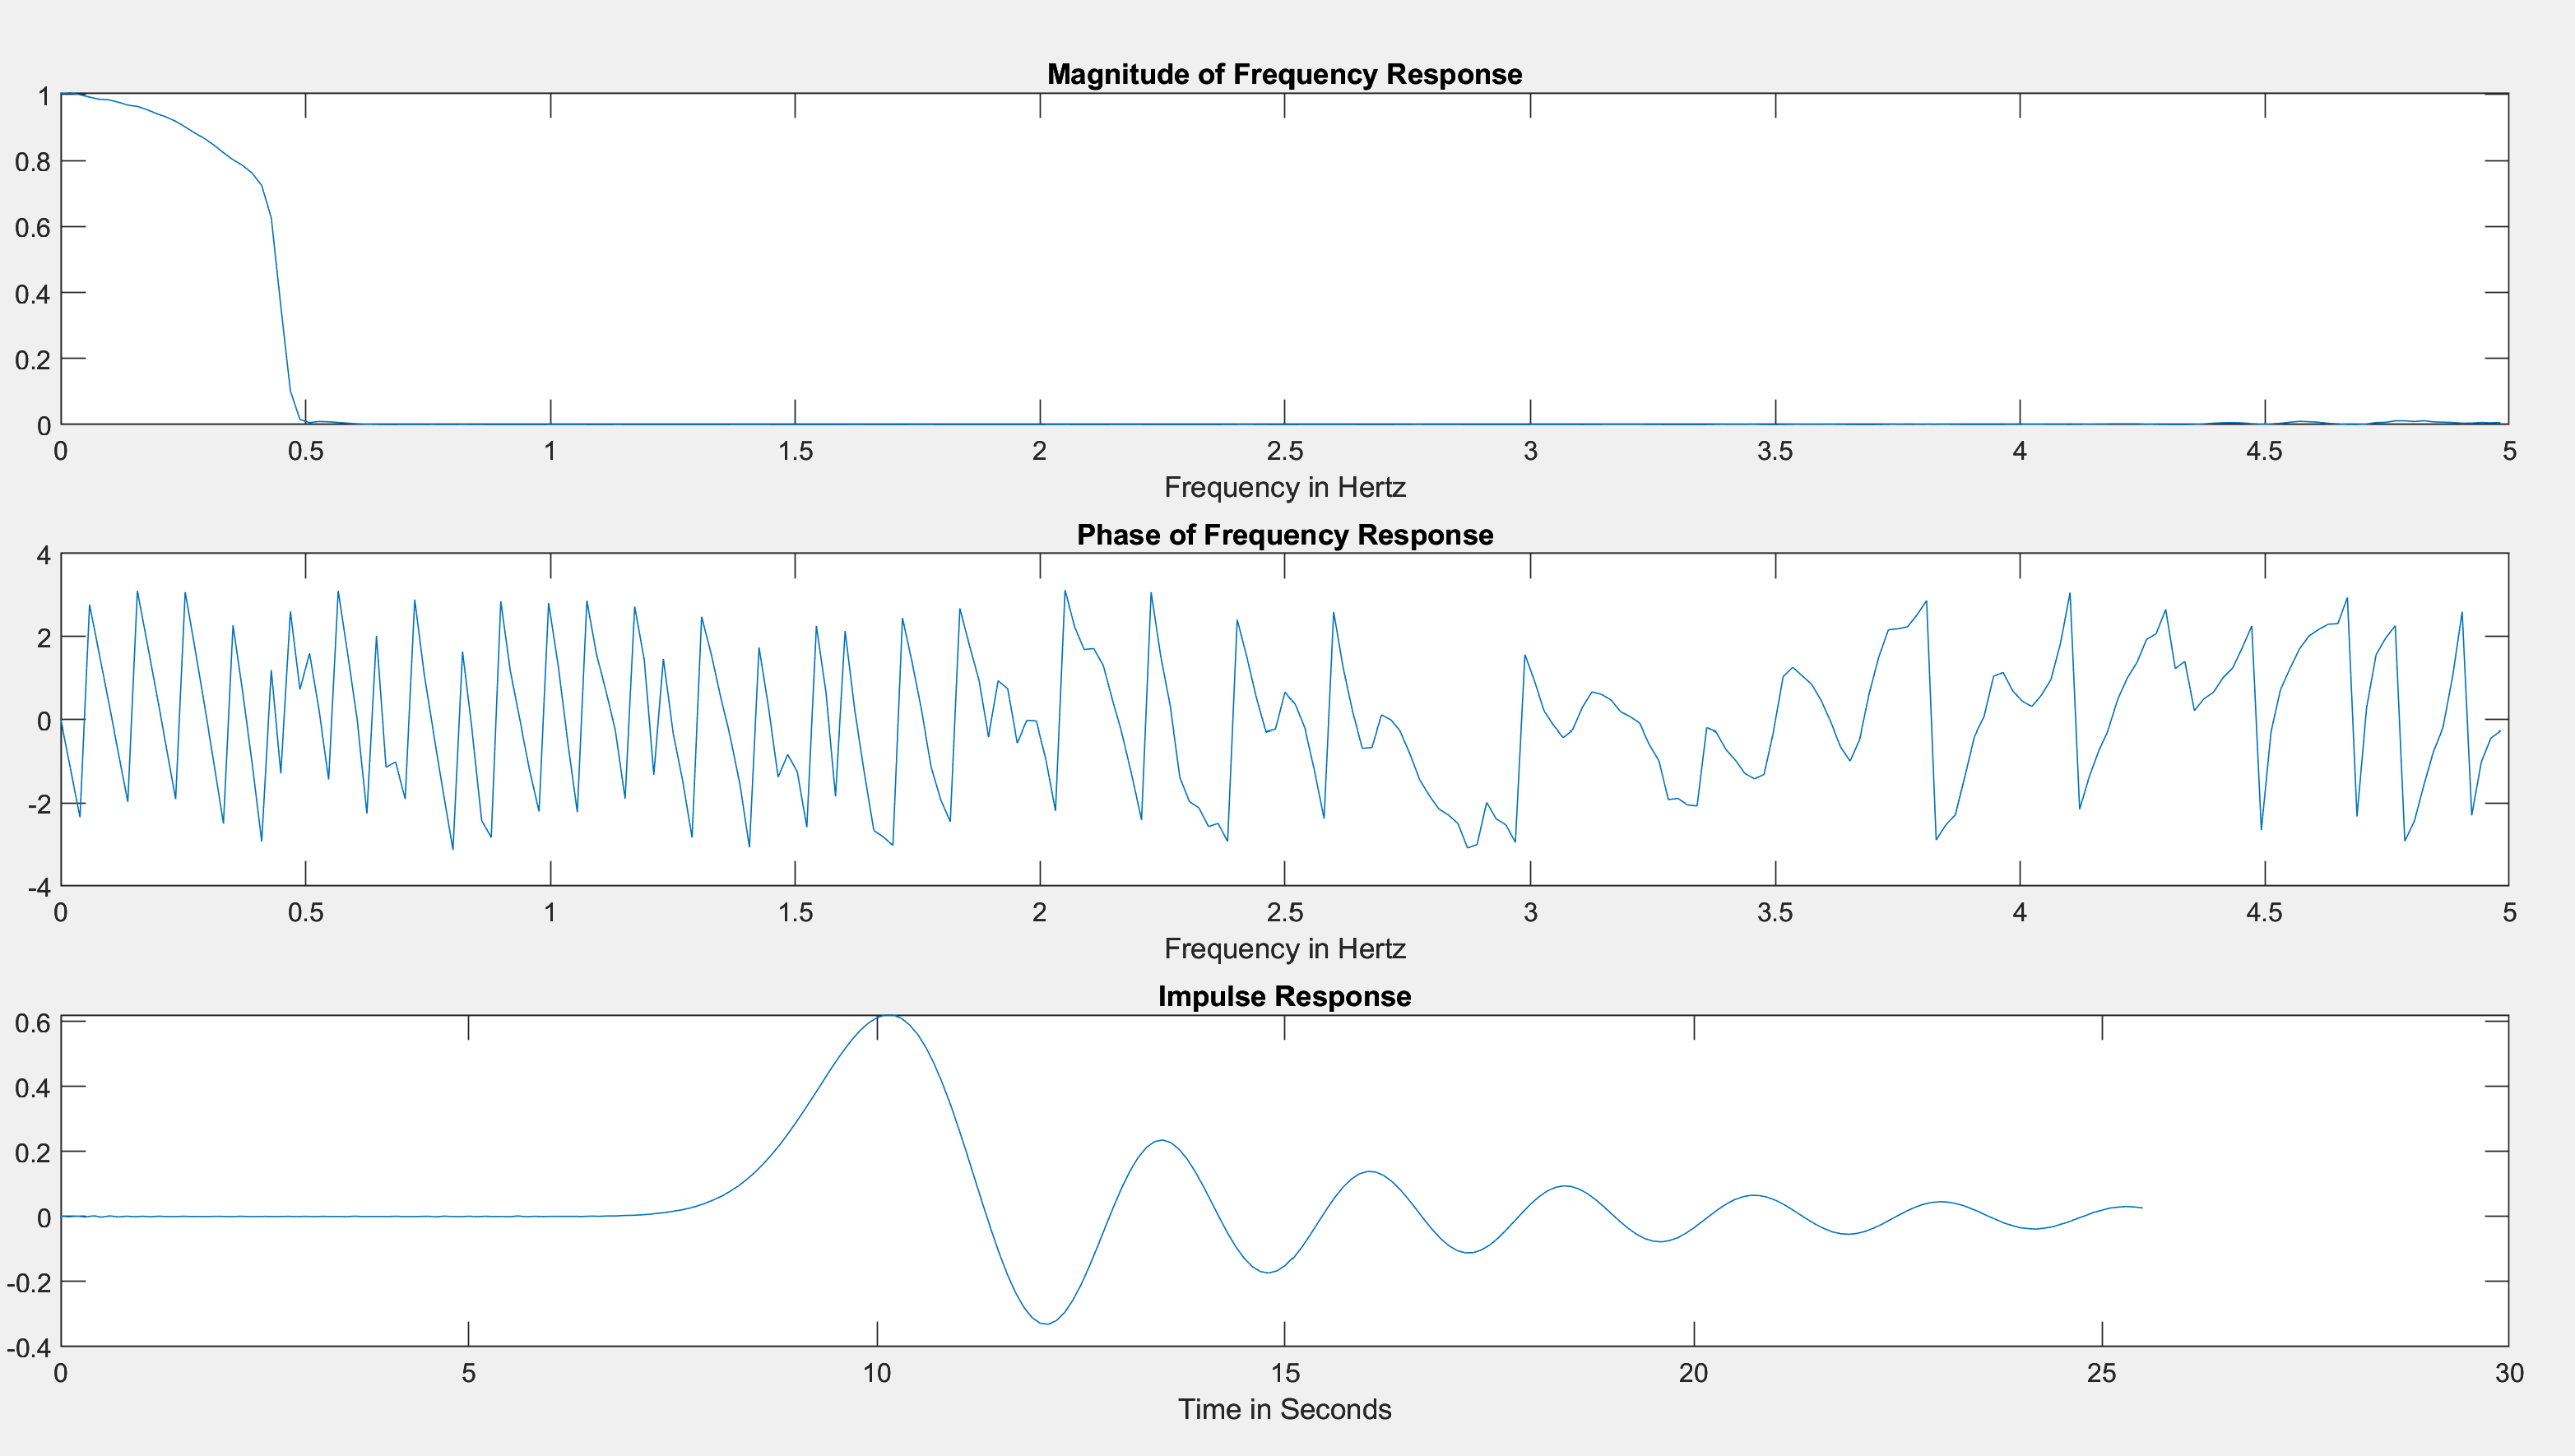 Magnitude of Frequency Response
1
0.8
0.6
0.4
0.2
0
0 0.5 1 1.5 2 2.5 3 3.5 4 4.5 5
Frequency in Hertz
Phase of Frequency Response
4
2
0
-2
-4
0 0.5 1 1.5 2 2.5 3 3.5 4 4.5 5
Frequency in Hertz
Impulse Response
0.6
0.4
0.2
0
-0.2
-0.4
0 5 10 15 20 25 30
Time in Seconds